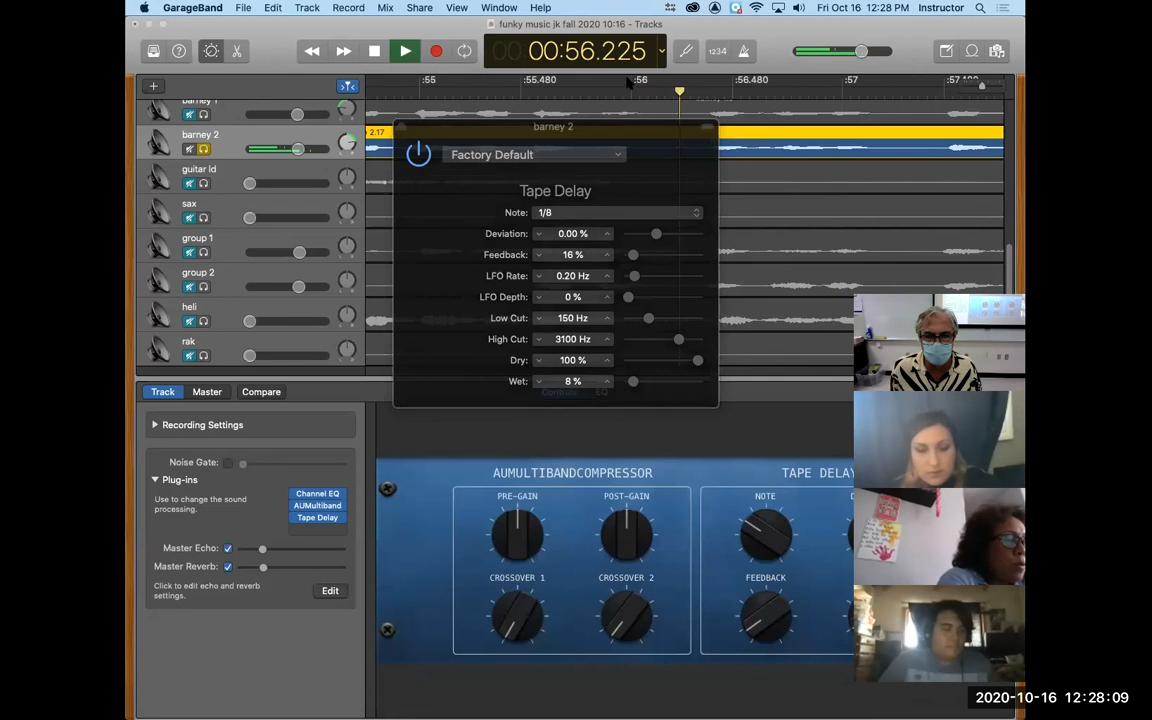 GarageBand File Edit Track Record Mix Share View Window Help Fri Oct 16 12:28 PM Instructor
funky music jk fall 2020 10:16 - Tracks
00:56.225
1234
:55 :55.480 :56 :56.480 :57 :57.480
barney 1
barney 2
2.17
guitar ld
sax
group 1
group 2
heli
rak
barney 2
Factory Default
Tape Delay
Note: 1/8
Deviation: 0.00 %
Feedback: 16 %
LFO Rate: 0.20 Hz
LFO Depth: 0 %
Low Cut: 150 Hz
High Cut: 3100 Hz
Dry: 100 %
Wet: 8 %
Controls EQ
Track Master Compare
Recording Settings
Noise Gate:
Plug-ins
Use to change the sound
processing.
Channel EQ
AUMultiband
Tape Delay
Master Echo:
Master Reverb:
Click to edit echo and reverb
settings.
Edit
AUMULTIBANDCOMPRESSOR
PRE-GAIN POST-GAIN
CROSSOVER 1 CROSSOVER 2
TAPE DELAY
NOTE
FEEDBACK
2020-10-16 12:28:09